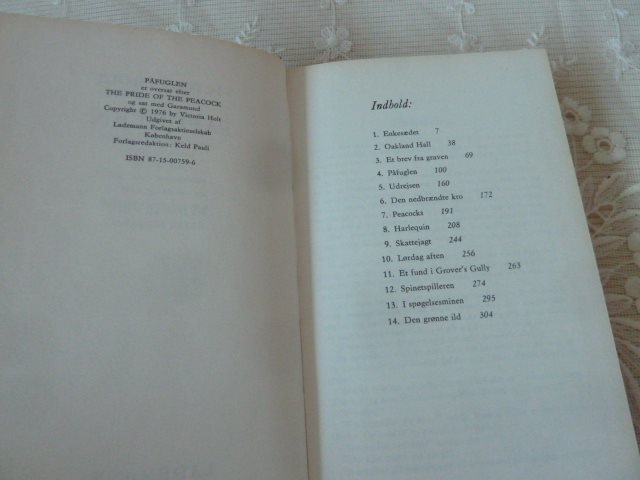 PÅFUGLEN
er oversat efter
THE PRIDE OF THE PEACOCK
og sat med Garamond
Copyright © 1976 by Victoria Holt
Udgivet af
Lademann Forlagsaktieselskab
København
Forlagsredaktion: Keld Pauli
ISBN 87-15-00759-6
Indhold:
1. Enkesædet 7
2. Oakland Hall 38
3. Et brev fra graven 69
4. Påfuglen 100
5. Udrejsen 160
6. Den nedbrændte kro 172
7. Peacocks 191
8. Harlequin 208
9. Skattejagt 244
10. Lørdag aften 256
11. Et fund i Grover's Gully 263
12. Spinetspilleren 274
13. I spøgelsesminen 295
14. Den grønne ild 304